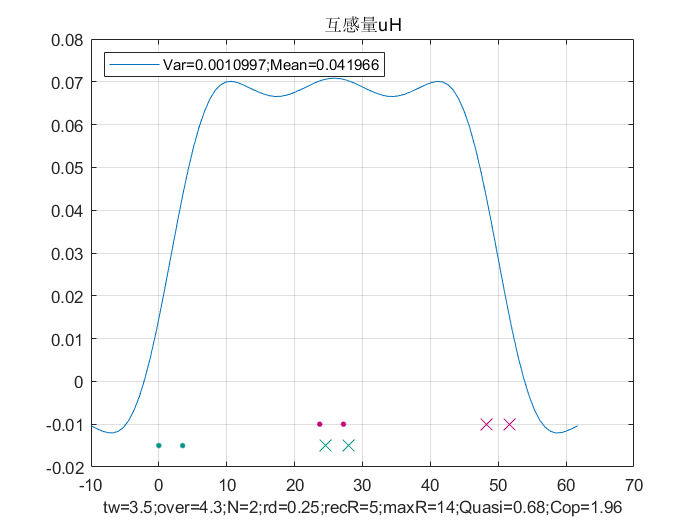 互感量uH
0.08
Var=0.0010997;Mean=0.041966
0.07
0.06
0.05
0.04
0.03
0.02
0.01
0
-0.01
-0.02
-10 0 10 20 30 40 50 60 70
tw=3.5;over=4.3;N=2;rd=0.25;recR=5;maxR=14;Quasi=0.68;Cop=1.96